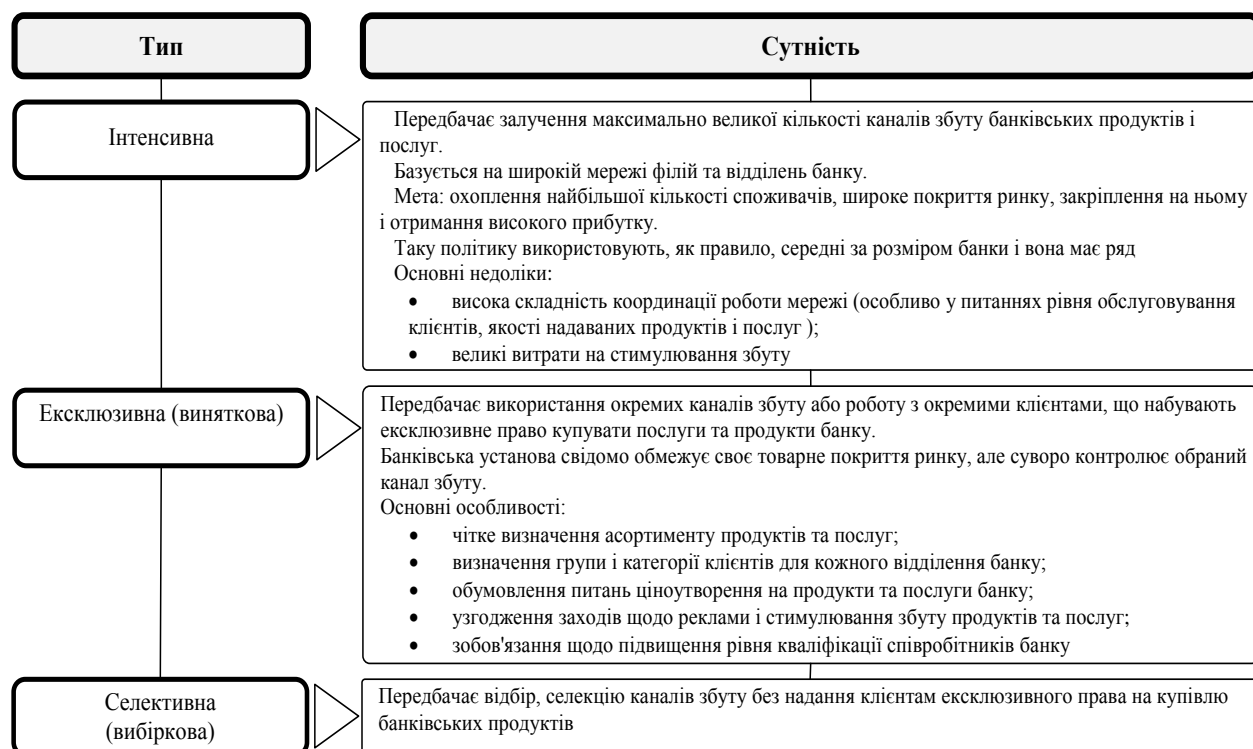 Тип
Сутність
Інтенсивна
Передбачає залучення максимально великої кількості каналів збуту банківських продуктів і
послуг.
Базується на широкій мережі філій та відділень банку.
Мета: охоплення найбільшої кількості споживачів, широке покриття ринку, закріплення на ньому
і отримання високого прибутку.
Таку політику використовують, як правило, середні за розміром банки і вона має ряд
Основні недоліки:
• висока складність координації роботи мережі (особливо у питаннях рівня обслуговування
клієнтів, якості надаваних продуктів і послуг );
• великі витрати на стимулювання збуту
Ексклюзивна (виняткова)
Передбачає використання окремих каналів збуту або роботу з окремими клієнтами, що набувають
ексклюзивне право купувати послуги та продукти банку.
Банківська установа свідомо обмежує своє товарне покриття ринку, але суворо контролює обраний
канал збуту.
Основні особливості:
• чітке визначення асортименту продуктів та послуг;
• визначення групи і категорії клієнтів для кожного відділення банку;
• обумовлення питань ціноутворення на продукти та послуги банку;
• узгодження заходів щодо реклами і стимулювання збуту продуктів та послуг;
• зобов'язання щодо підвищення рівня кваліфікації співробітників банку
Селективна
(вибіркова)
Передбачає відбір, селекцію каналів збуту без надання клієнтам ексклюзивного права на купівлю
банківських продуктів